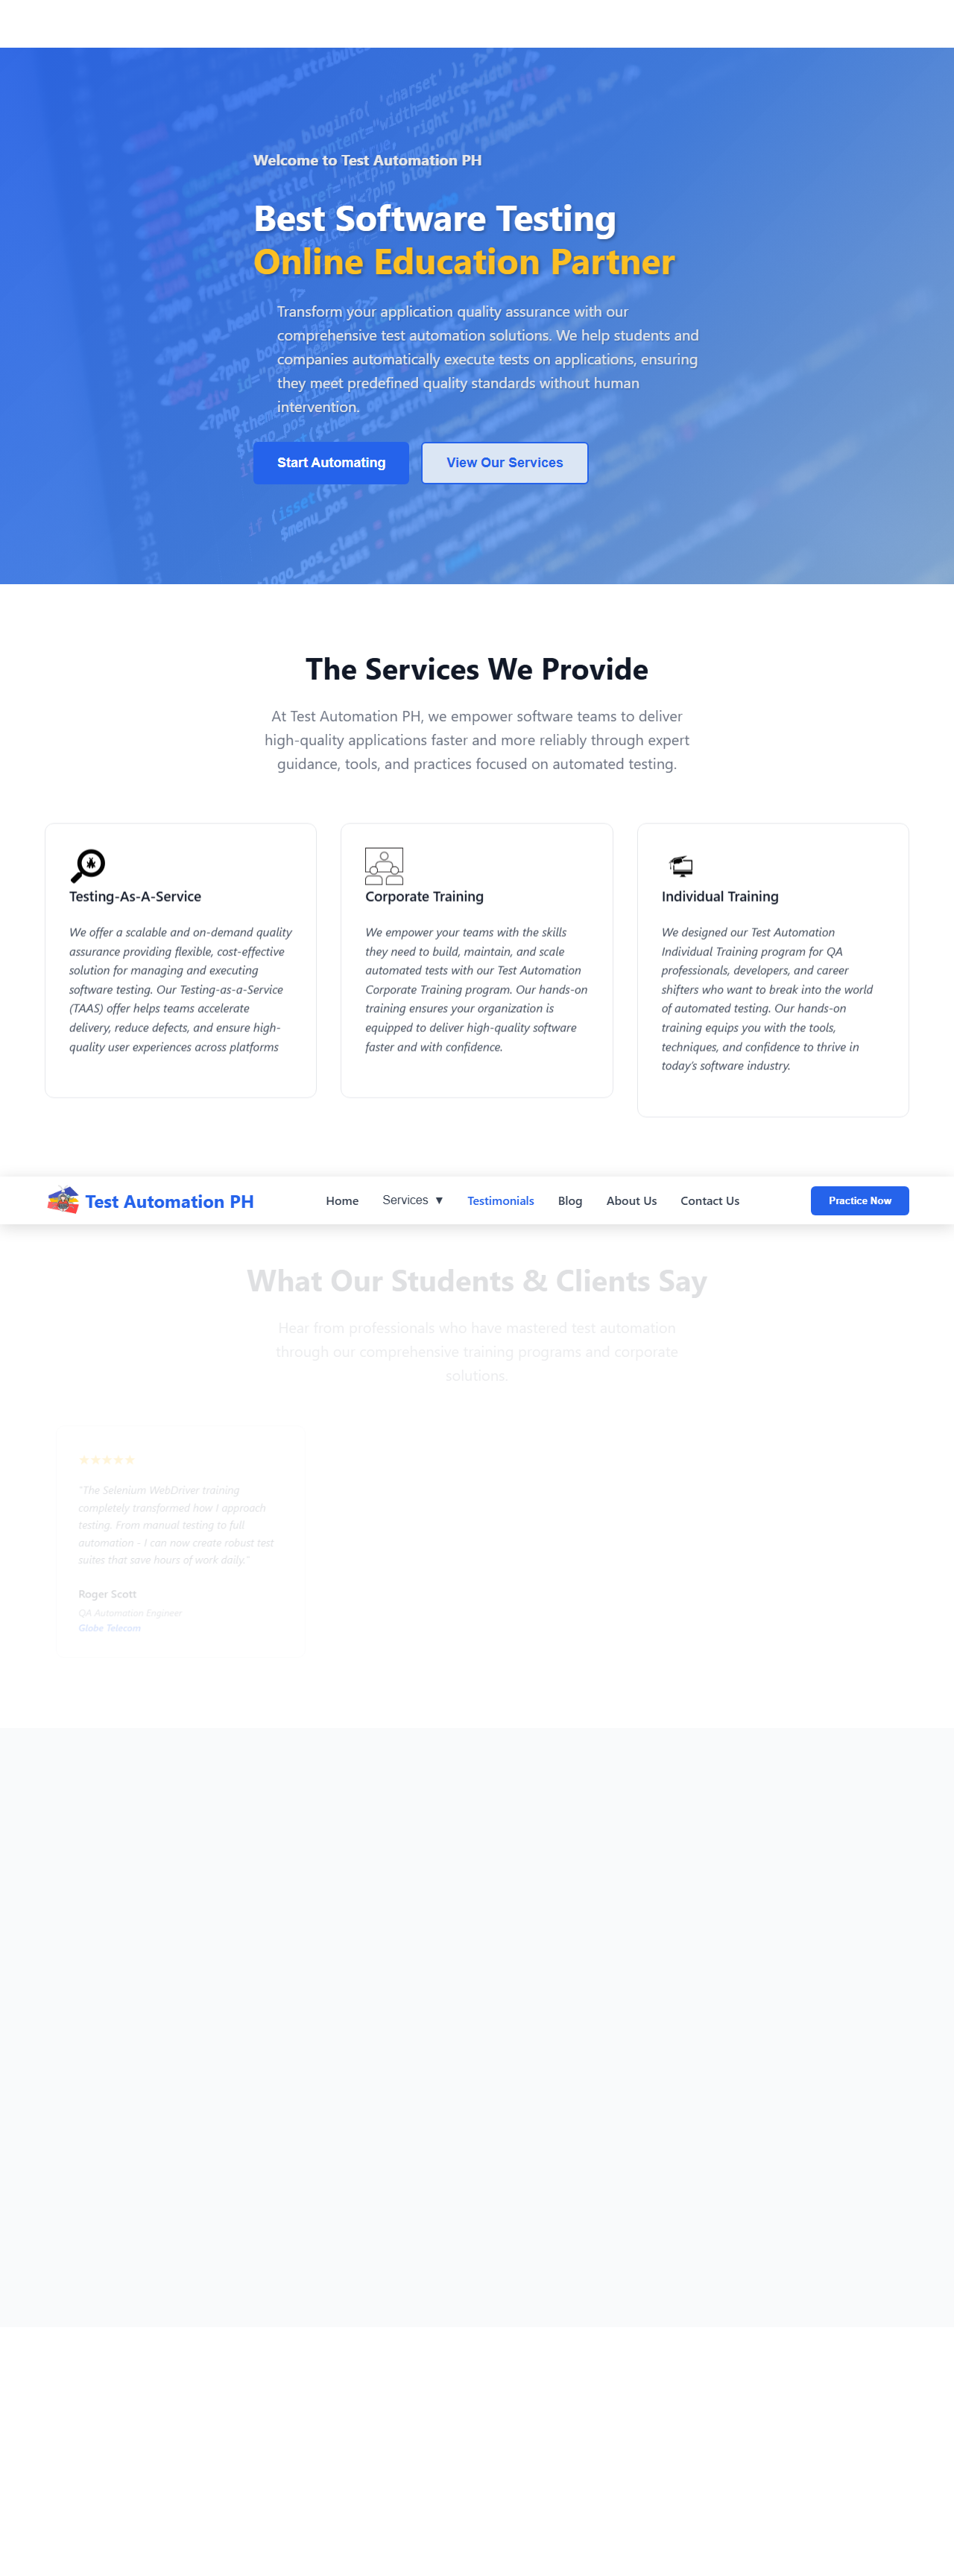 Welcome to Test Automation PH
Best Software Testing
Online Education Partner
Transform your application quality assurance with our
comprehensive test automation solutions. We help students and
companies automatically execute tests on applications, ensuring
they meet predefined quality standards without human
intervention.
Start Automating
View Our Services
The Services We Provide
At Test Automation PH, we empower software teams to deliver
high-quality applications faster and more reliably through expert
guidance, tools, and practices focused on automated testing.
Testing-As-A-Service
We offer a scalable and on-demand quality
assurance providing flexible, cost-effective
solution for managing and executing
software testing. Our Testing-as-a-Service
(TAAS) offer helps teams accelerate
delivery, reduce defects, and ensure high-
quality user experiences across platforms
Corporate Training
We empower your teams with the skills
they need to build, maintain, and scale
automated tests with our Test Automation
Corporate Training program. Our hands-on
training ensures your organization is
equipped to deliver high-quality software
faster and with confidence.
Individual Training
We designed our Test Automation
Individual Training program for QA
professionals, developers, and career
shifters who want to break into the world
of automated testing. Our hands-on
training equips you with the tools,
techniques, and confidence to thrive in
today's software industry.
Test Automation PH
Home
Services ▼
Testimonials
Blog
About Us
Contact Us
Practice Now
What Our Students & Clients Say
Hear from professionals who have mastered test automation
through our comprehensive training programs and corporate
solutions.
★★★★★
"The Selenium WebDriver training
completely transformed how I approach
testing. From manual testing to full
automation - I can now create robust test
suites that save hours of work daily."
Roger Scott
QA Automation Engineer
Globe Telecom